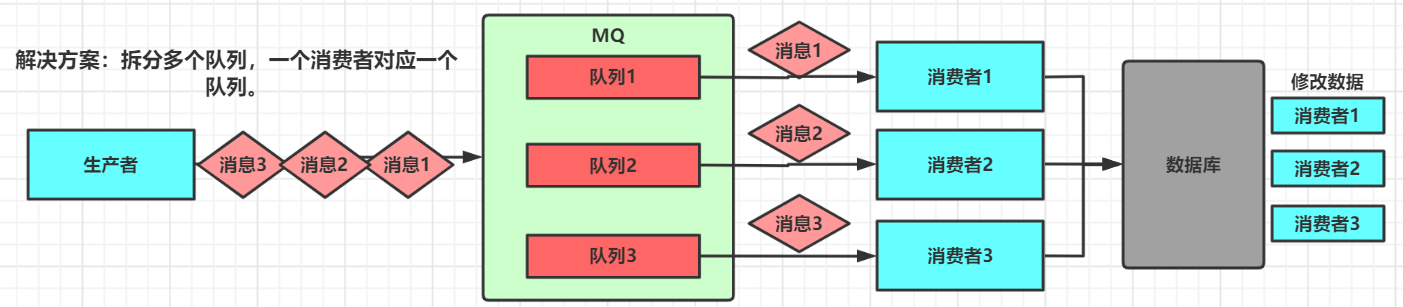 解决方案：拆分多个队列，一个消费者对应一个
队列。
生产者
消息3
消息2
消息1
MQ
队列1
队列2
队列3
消息1
消息2
消息3
消费者1
消费者2
消费者3
数据库
修改数据
消费者1
消费者2
消费者3